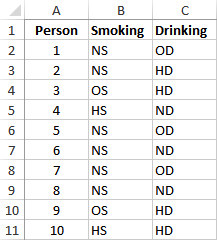 A B C
1 Person Smoking Drinking
2 1 NS OD
3 2 NS HD
4 3 OS HD
5 4 HS ND
6 5 NS OD
7 6 NS ND
8 7 NS OD
9 8 NS ND
10 9 OS HD
11 10 HS HD